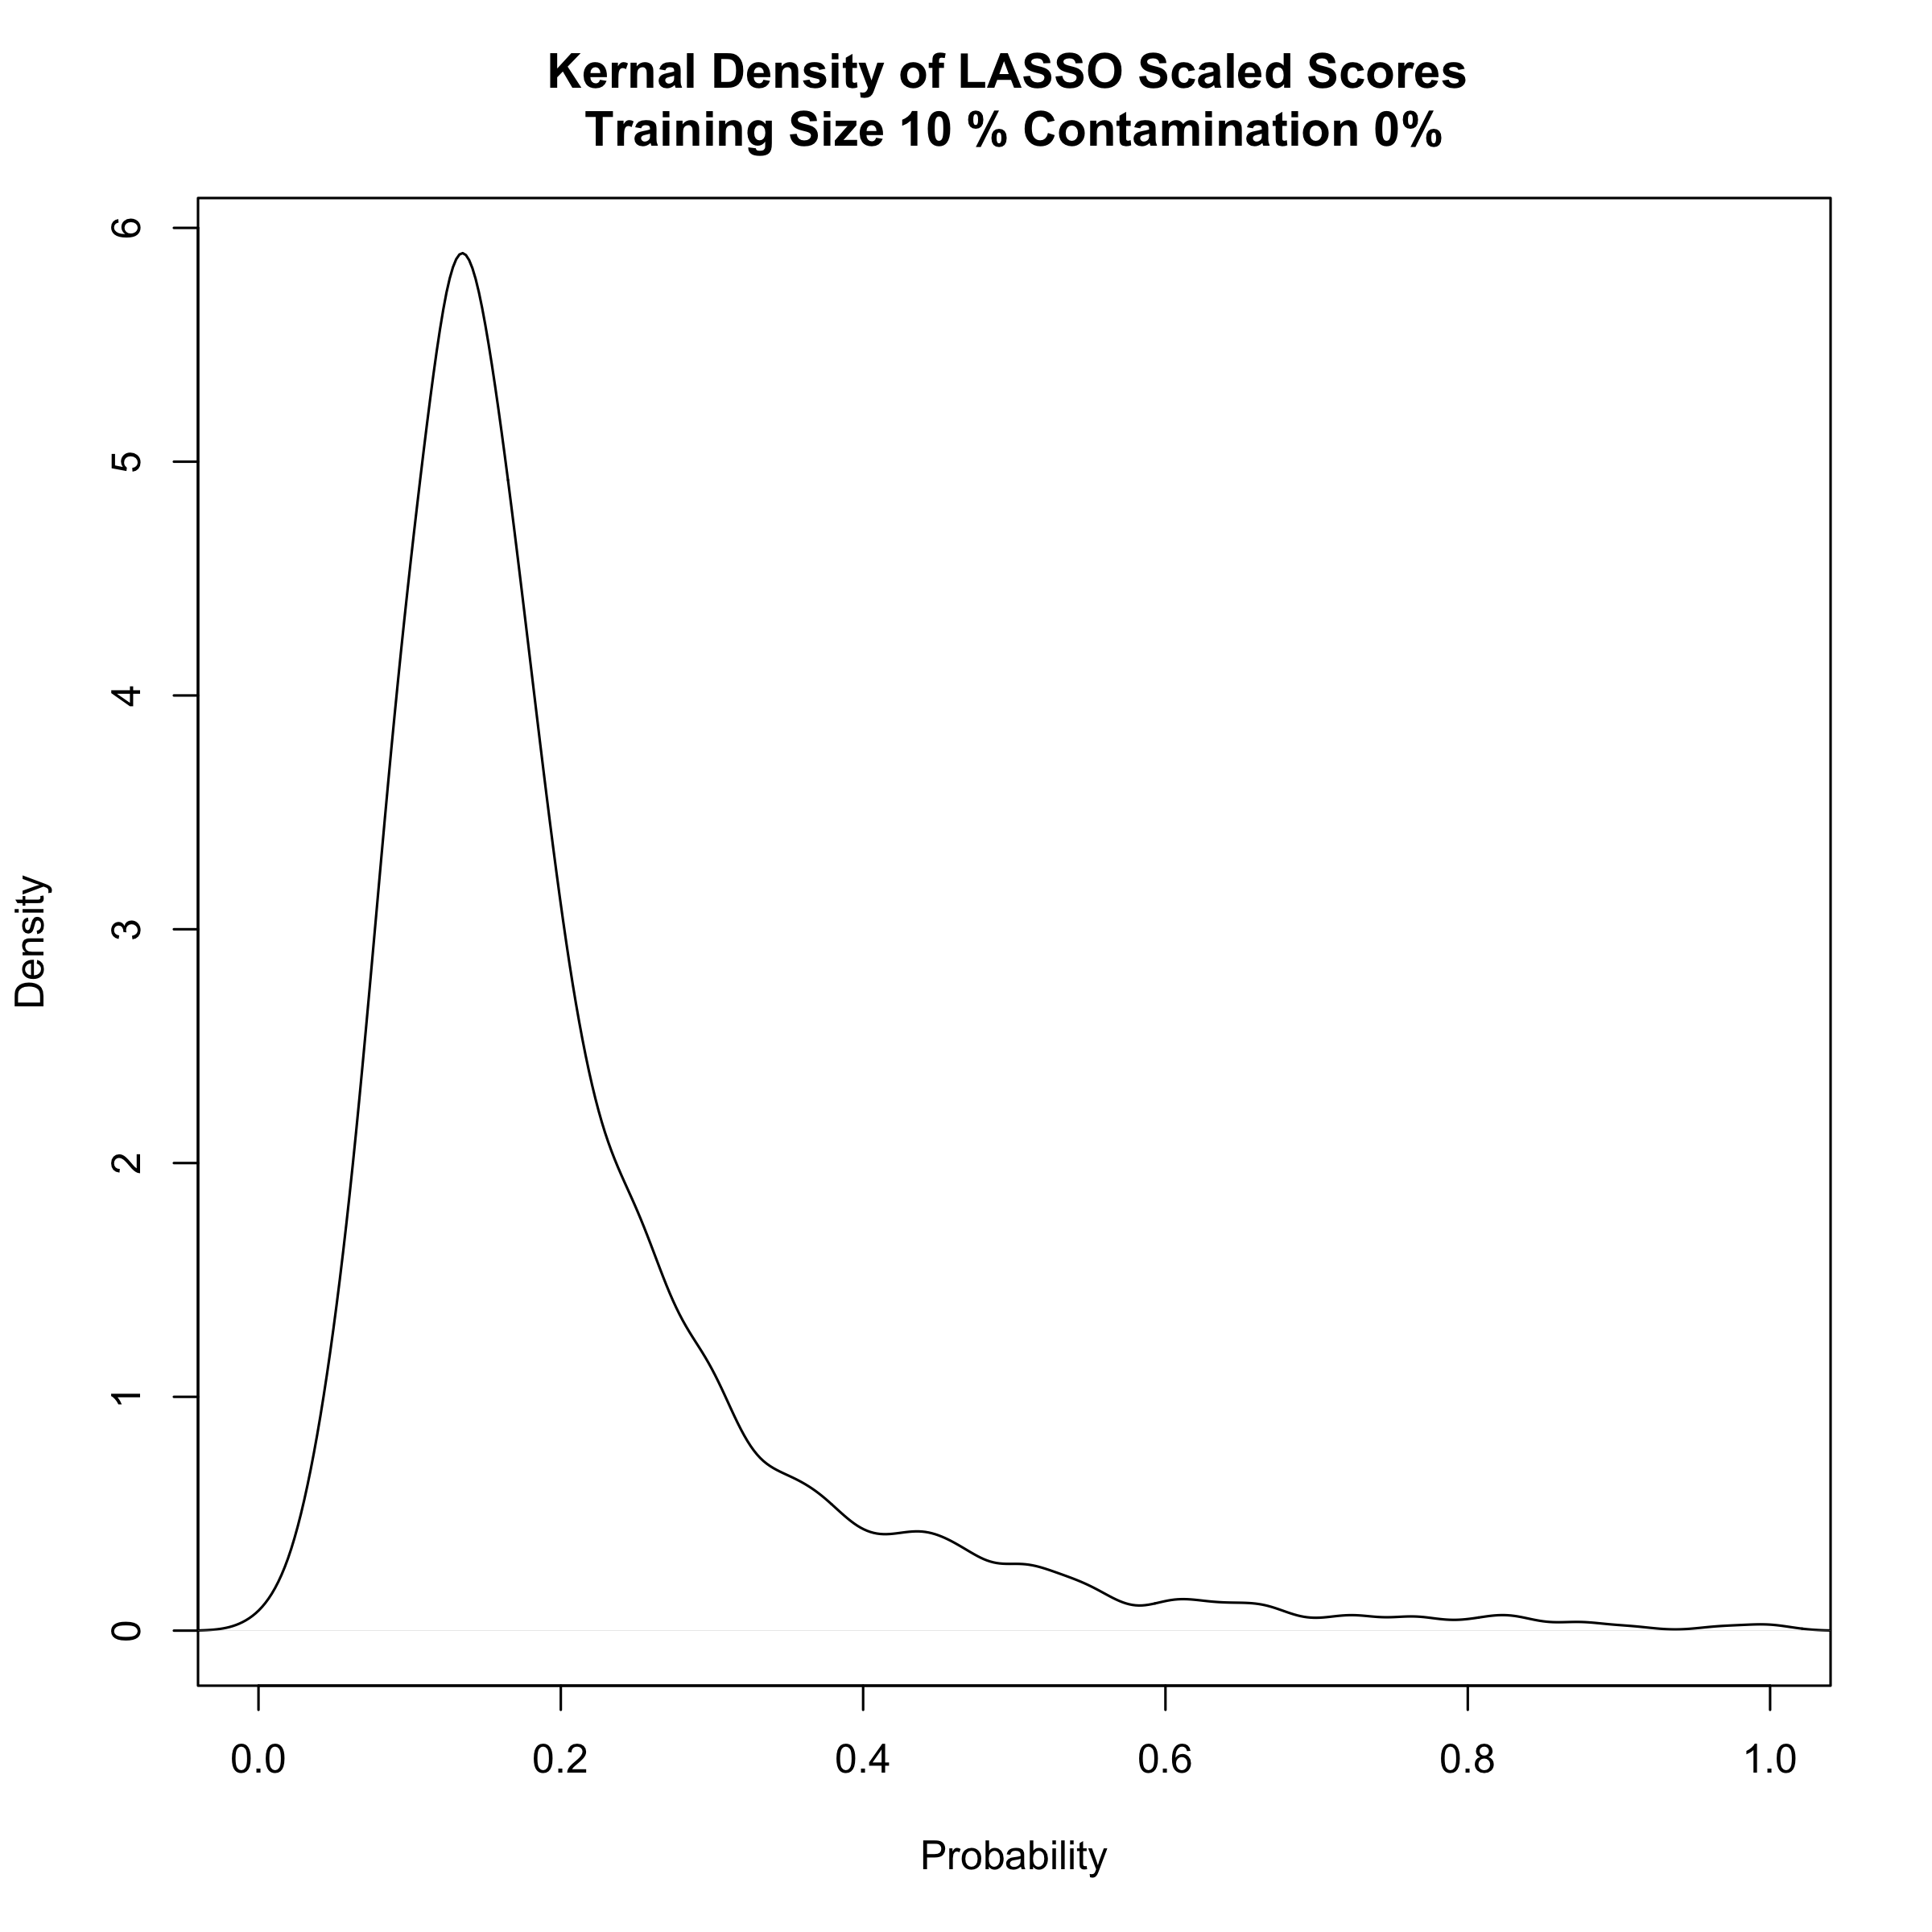 Kernal Density of LASSO Scaled Scores
Training Size 10 % Contamination 0%
6
5
4
3
2
1
0
Density
0.0 0.2 0.4 0.6 0.8 1.0
Probability